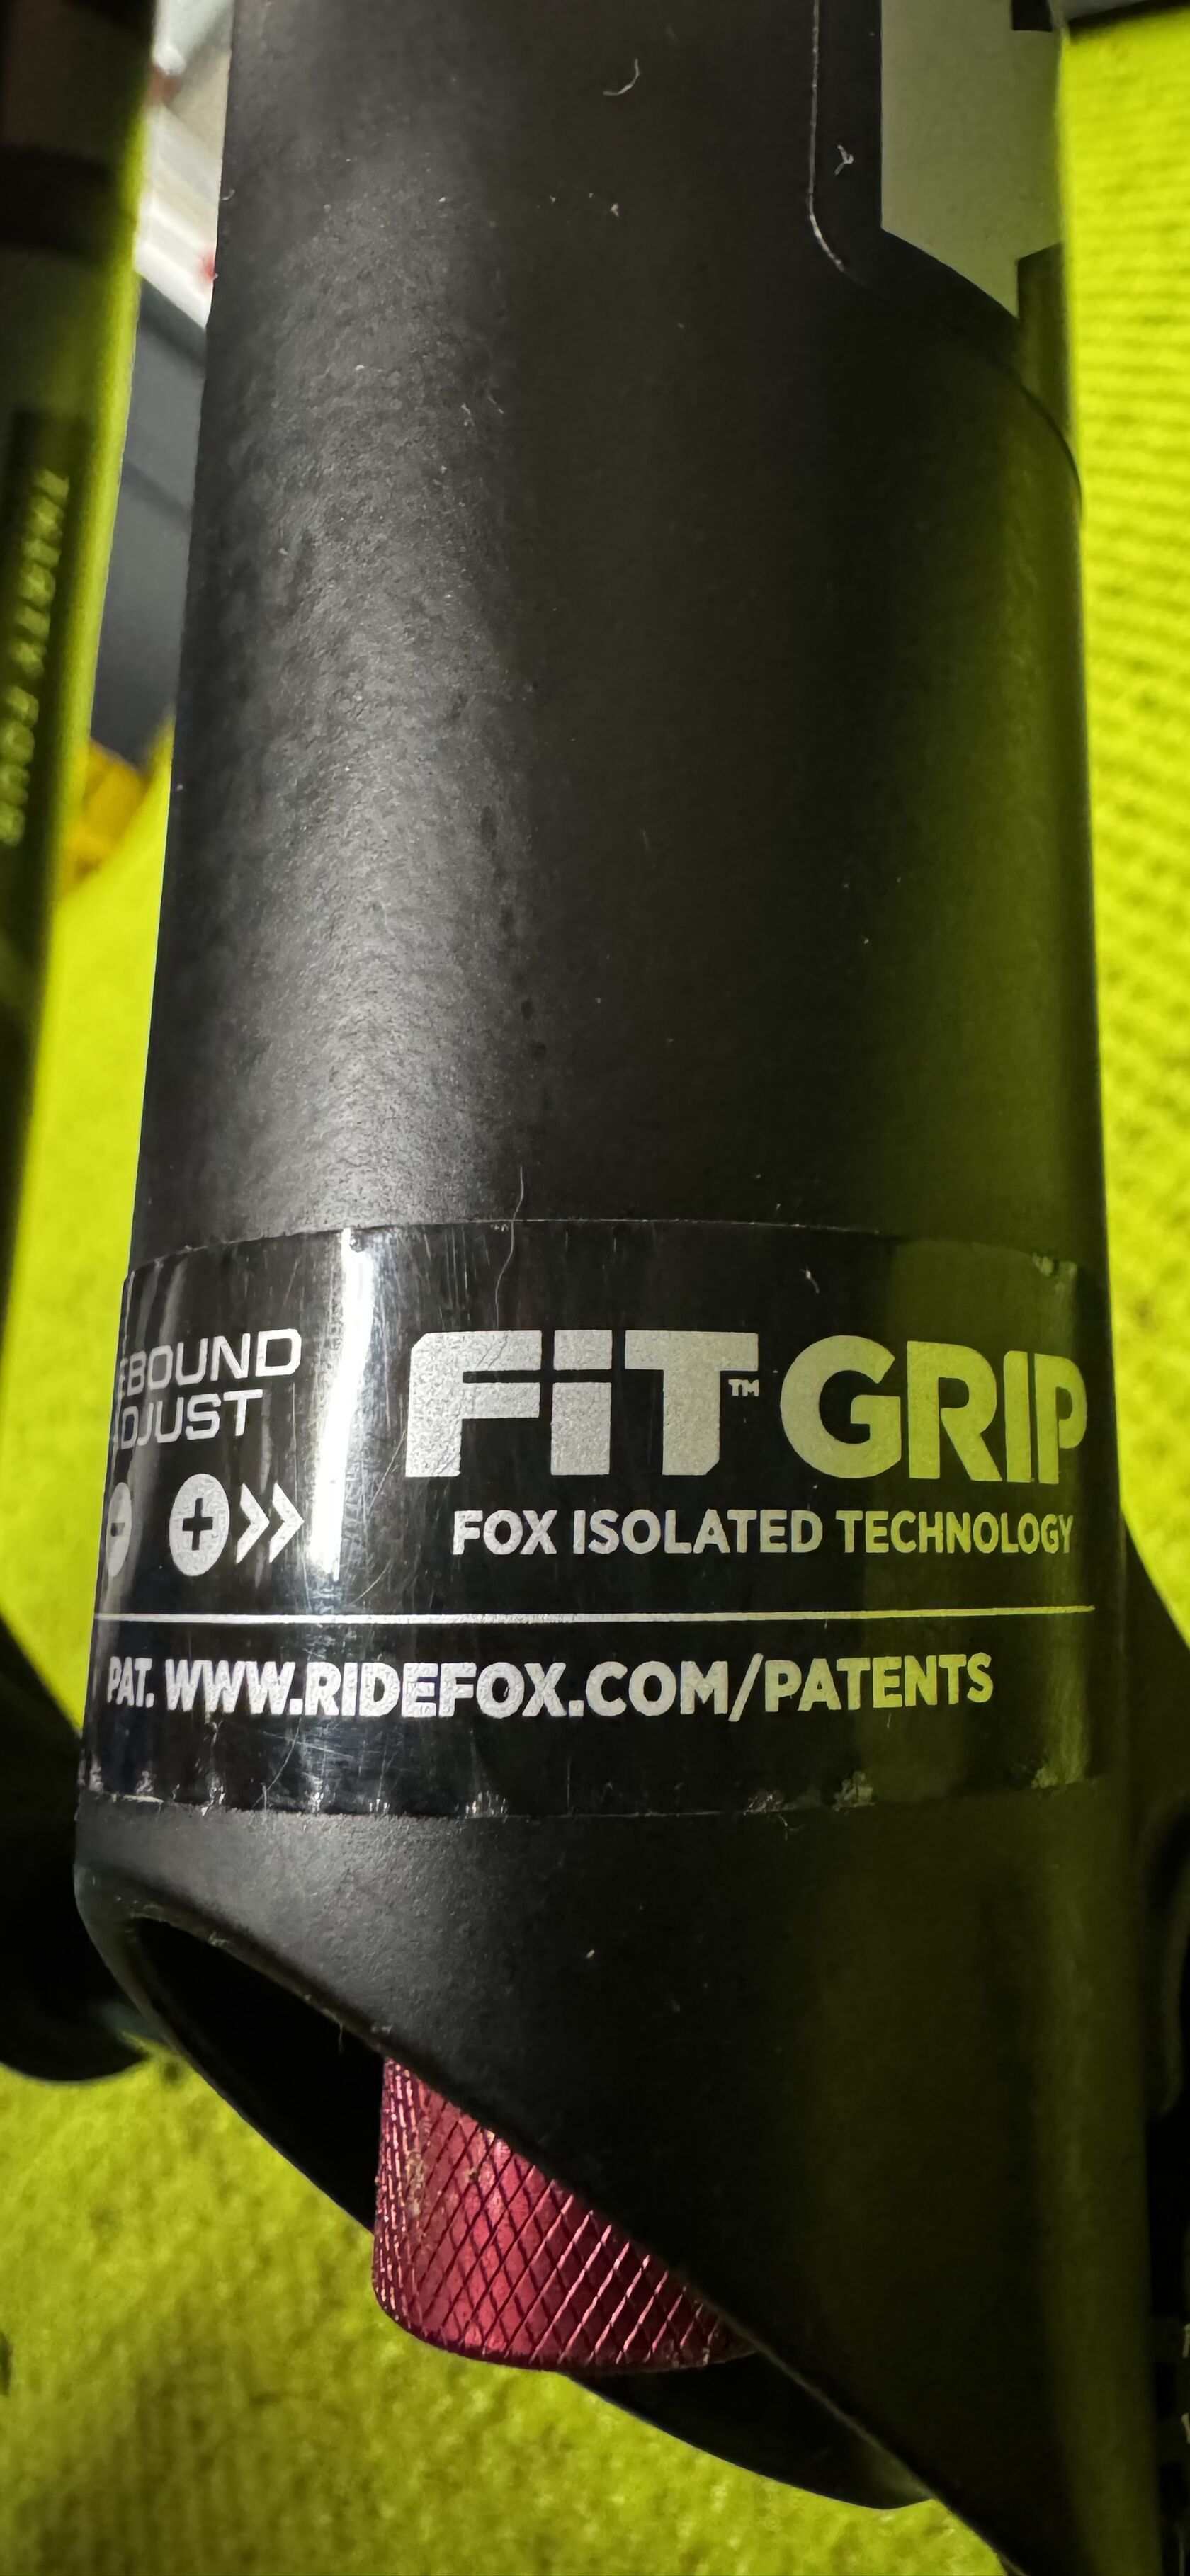 EBOUND
DJUST
- + >>
FiT™ GRIP
FOX ISOLATED TECHNOLOGY
PAT. WWW.RIDEFOX.COM/PATENTS